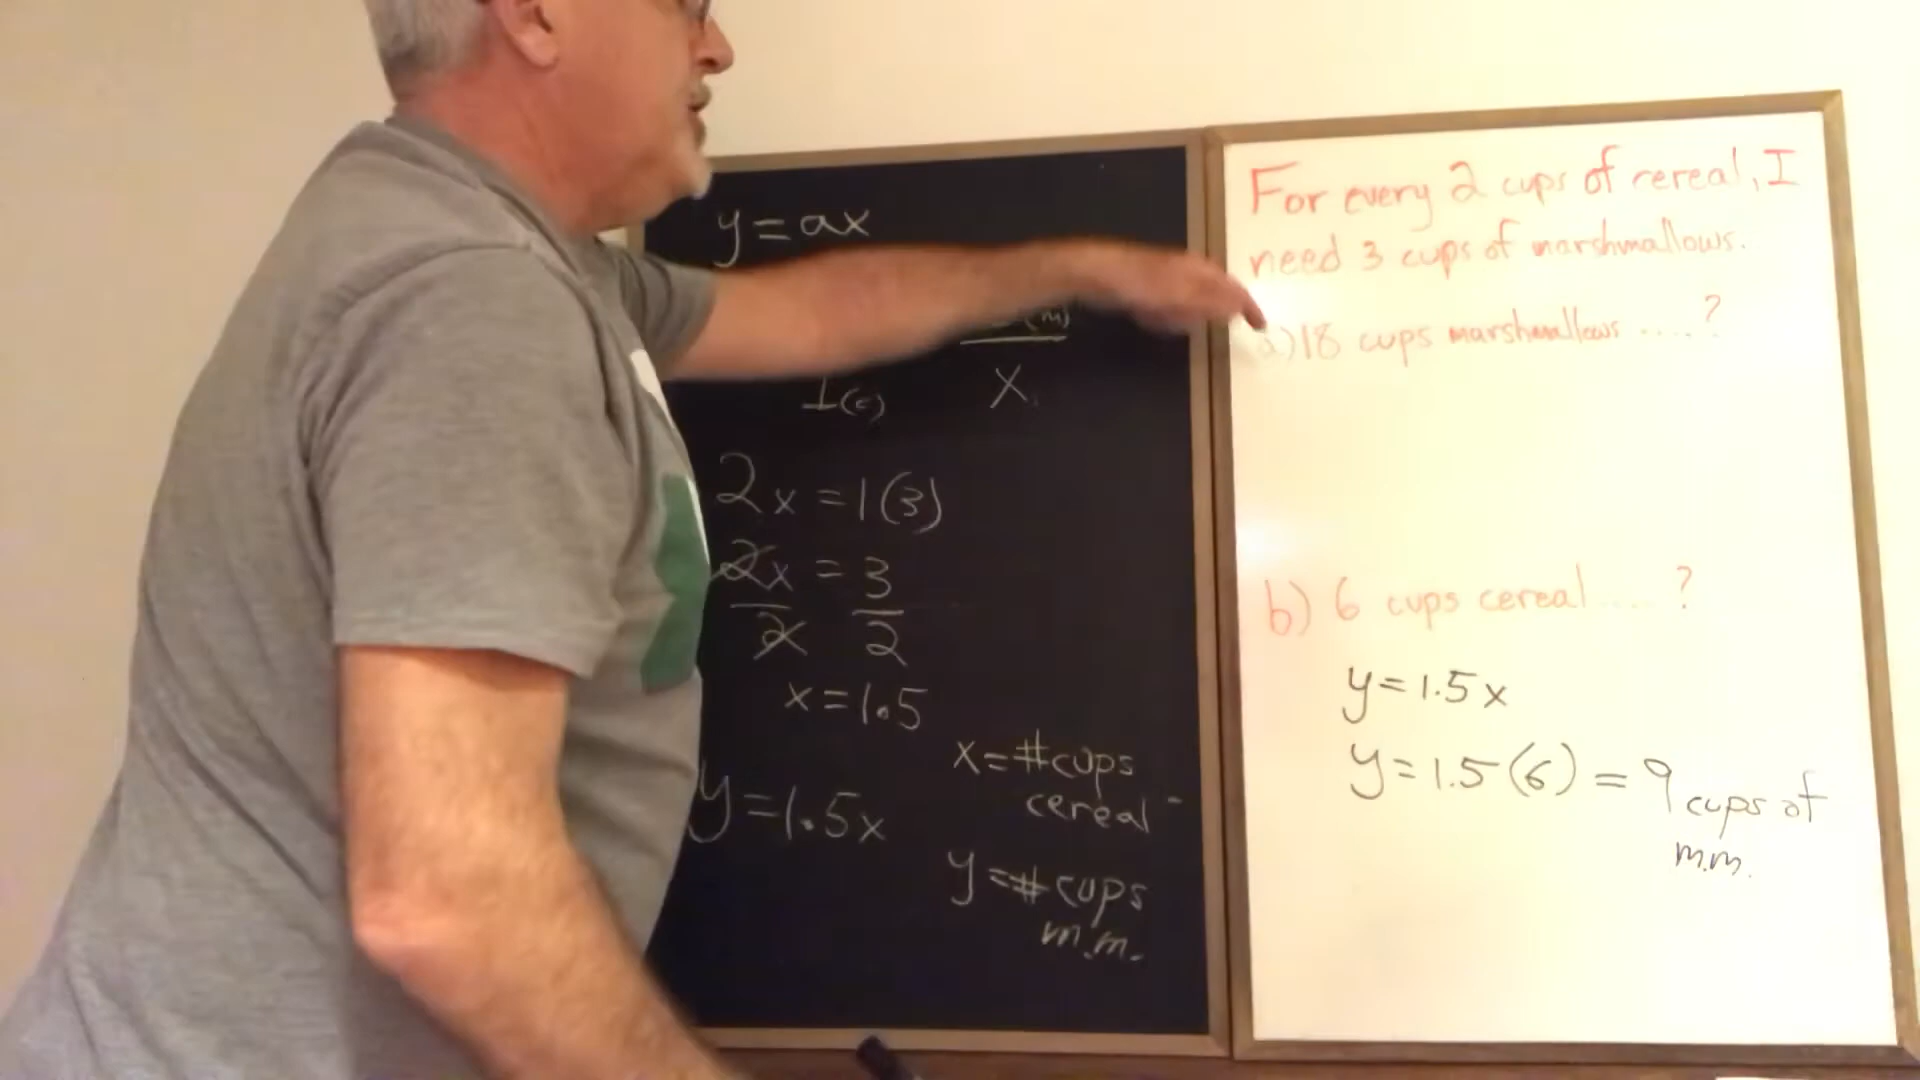 y = ax
(m)
1(c) x
2x = 1(3)
2x = 3
2 2
x = 1.5
y = 1.5x
x = # cups
cereal
y = # cups
m.m.
For every 2 cups of cereal, I
need 3 cups of marshmallows.
a) 18 cups marshmallows ....?
b) 6 cups cereal .... ?
y = 1.5x
y = 1.5(6) = 9 cups of
m.m.